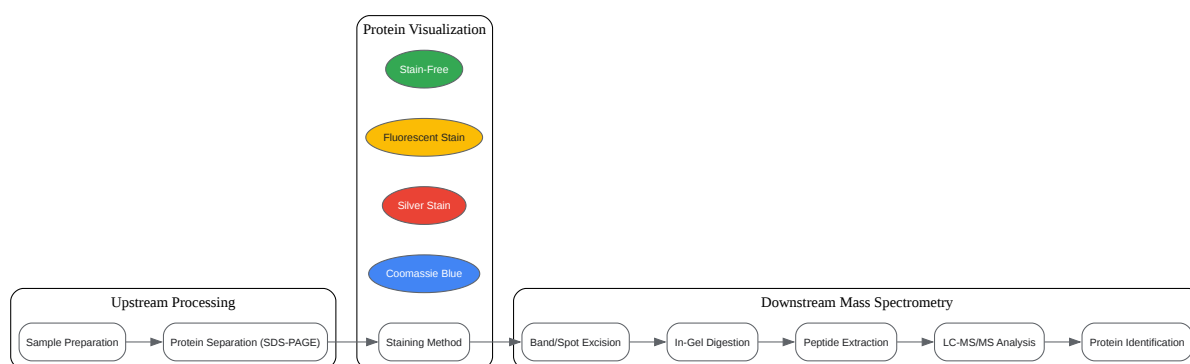 Protein Visualization
Stain-Free
Fluorescent Stain
Silver Stain
Coomassie Blue
Upstream Processing
Downstream Mass Spectrometry
Sample Preparation
Protein Separation (SDS-PAGE)
Staining Method
Band/Spot Excision
In-Gel Digestion
Peptide Extraction
LC-MS/MS Analysis
Protein Identification